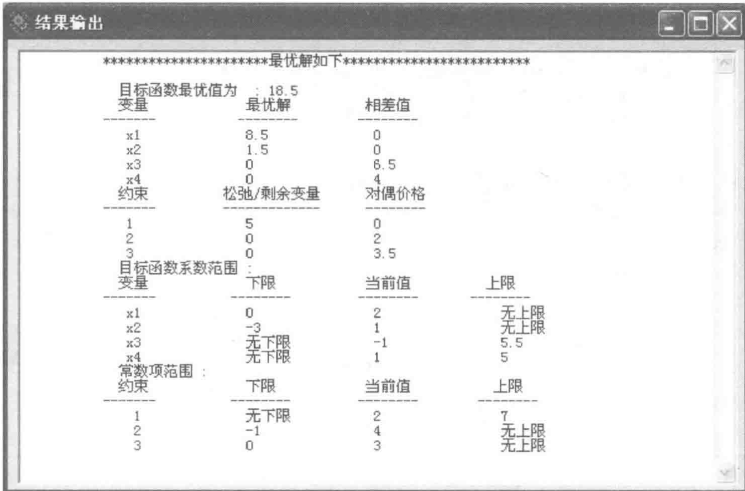 结果输出
**********************最优解如下*************************
目标函数最优值为 : 18.5
变量 最优解 相差值
------- -------- --------
x1 8.5 0
x2 1.5 0
x3 0 6.5
x4 0 4
约束 松弛/剩余变量 对偶价格
------- ------------- --------
1 5 0
2 0 2
3 0 3.5
目标函数系数范围 :
变量 下限 当前值 上限
------- -------- -------- --------
x1 0 2 无上限
x2 -3 1 无上限
x3 无下限 -1 5.5
x4 无下限 1 5
常数项范围 :
约束 下限 当前值 上限
------- -------- -------- --------
1 无下限 2 7
2 -1 4 无上限
3 0 3 无上限